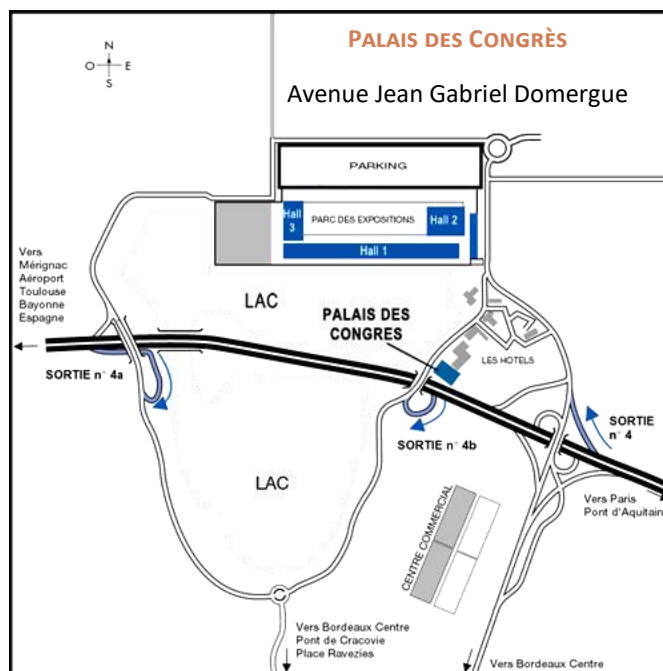 PALAIS DES CONGRÈS
Avenue Jean Gabriel Domergue
N
O E
S
PARKING
Hall 3
PARC DES EXPOSITIONS
Hall 2
Hall 1
Vers
Mérignac
Aéroport
Toulouse
Bayonne
Espagne
LAC
PALAIS DES
CONGRES
LES HOTELS
SORTIE n° 4a
SORTIE
n° 4
SORTIE n° 4b
LAC
CENTRE COMMERCIAL
Vers Paris
Pont d'Aquitain
Vers Bordeaux Centre
Pont de Cracovie
Place Ravezies
Vers Bordeaux Centre